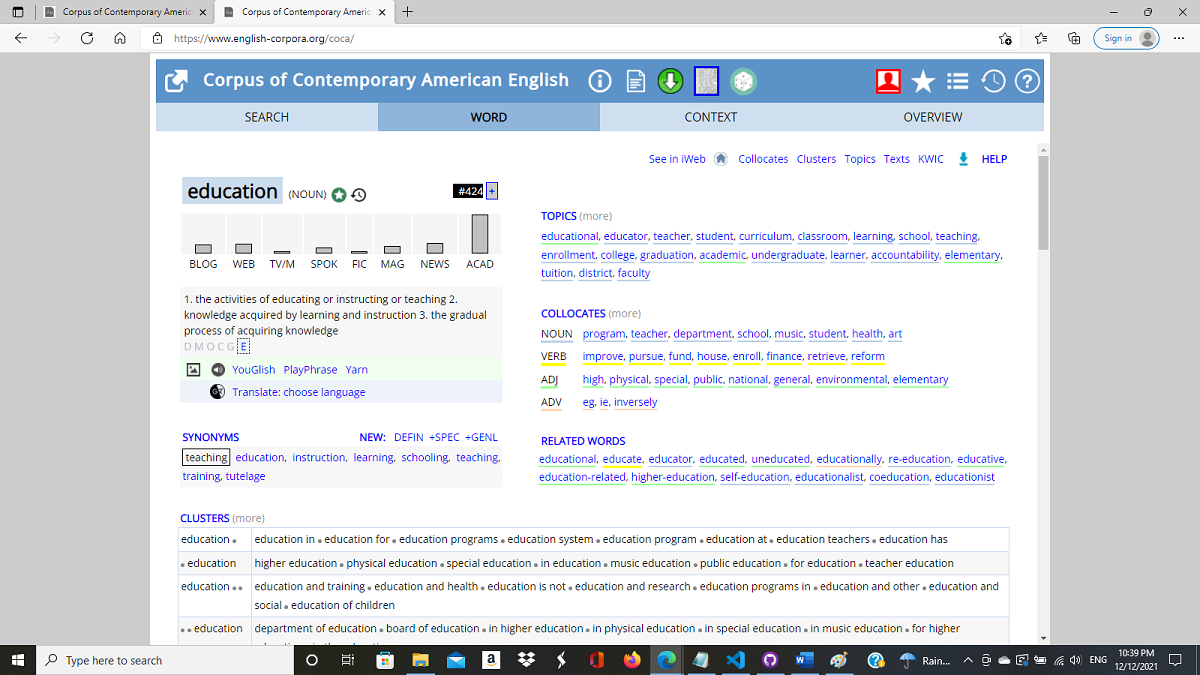 Corpus of Contemporary Americ
Corpus of Contemporary Americ
https://www.english-corpora.org/coca/
Sign in
Corpus of Contemporary American English
SEARCH WORD CONTEXT OVERVIEW
See in iWeb Collocates Clusters Topics Texts KWIC HELP
education (NOUN) #424 +
BLOG WEB TV/M SPOK FIC MAG NEWS ACAD
1. the activities of educating or instructing or teaching 2.
knowledge acquired by learning and instruction 3. the gradual
process of acquiring knowledge
D M O C G E
YouGlish PlayPhrase Yarn
Translate: choose language
SYNONYMS NEW: DEFIN +SPEC +GENL
teaching education, instruction, learning, schooling, teaching,
training, tutelage
TOPICS (more)
educational, educator, teacher, student, curriculum, classroom, learning, school, teaching,
enrollment, college, graduation, academic, undergraduate, learner, accountability, elementary,
tuition, district, faculty
COLLOCATES (more)
NOUN program, teacher, department, school, music, student, health, art
VERB improve, pursue, fund, house, enroll, finance, retrieve, reform
ADJ high, physical, special, public, national, general, environmental, elementary
ADV eg, ie, inversely
RELATED WORDS
educational, educate, educator, educated, uneducated, educationally, re-education, educative,
education-related, higher-education, self-education, educationalist, coeducation, educationist
CLUSTERS (more)
education • education in • education for • education programs • education system • education program • education at • education teachers • education has
• education higher education • physical education • special education • in education • music education • public education • for education • teacher education
education • • education and training • education and health • education is not • education and research • education programs in • education and other • education and
social • education of children
• • education department of education • board of education • in higher education • in physical education • in special education • in music education • for higher
Type here to search
Rain...
ENG
10:39 PM
12/12/2021